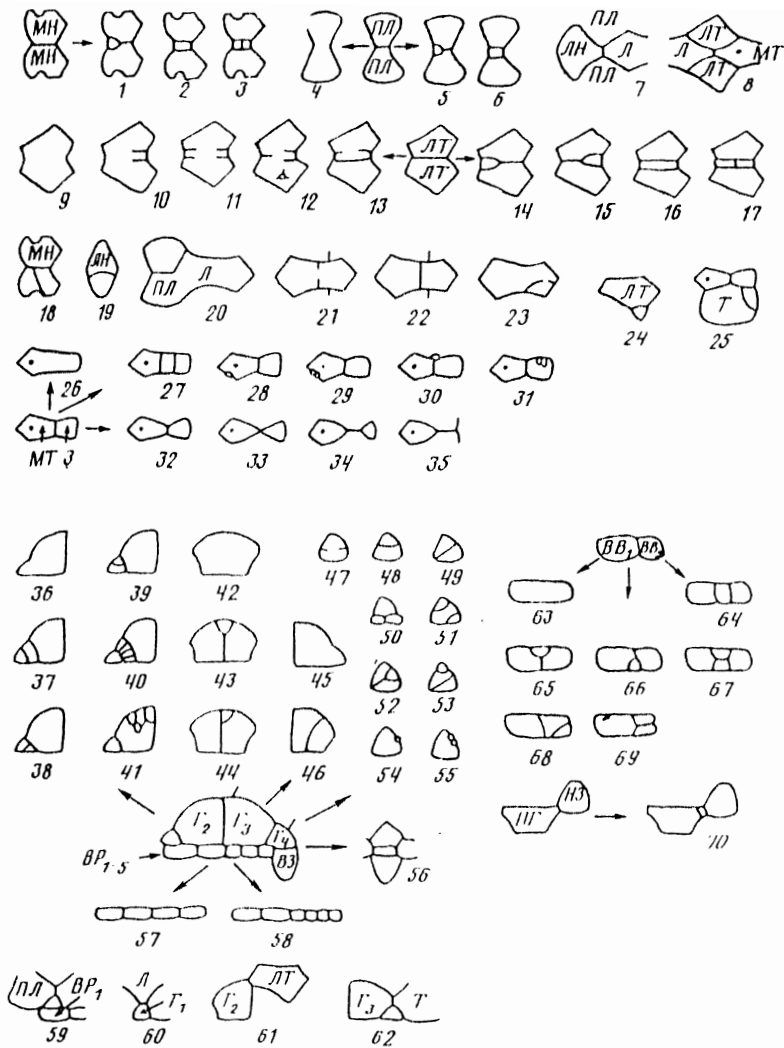 МН МН 1 2 3 4 ПЛ ПЛ 5 6 ПЛ ЛН Л ПЛ 7 Л ЛТ МТ ЛТ 8
9 10 11 12 13 ЛТ ЛТ 14 15 16 17
МН 18 ЛН 19 ПЛ Л 20 21 22 23 ЛТ 24 Т 25
26 27 28 29 30 31
МТ З 32 33 34 35
36 39 42 47 48 49 ВВ₁
50 51 63 64
37 40 43 45 52 53 65 66 67
38 41 44 46 54 55 68 69
Г₂ Г₃ Г₄ ВЗ ВР₁₋₅ 56 ПГ НЗ 70
57 58
ПЛ ВР₁ 59 Л Г₁ 60 Г₂ ЛТ 61 Г₃ Т 62